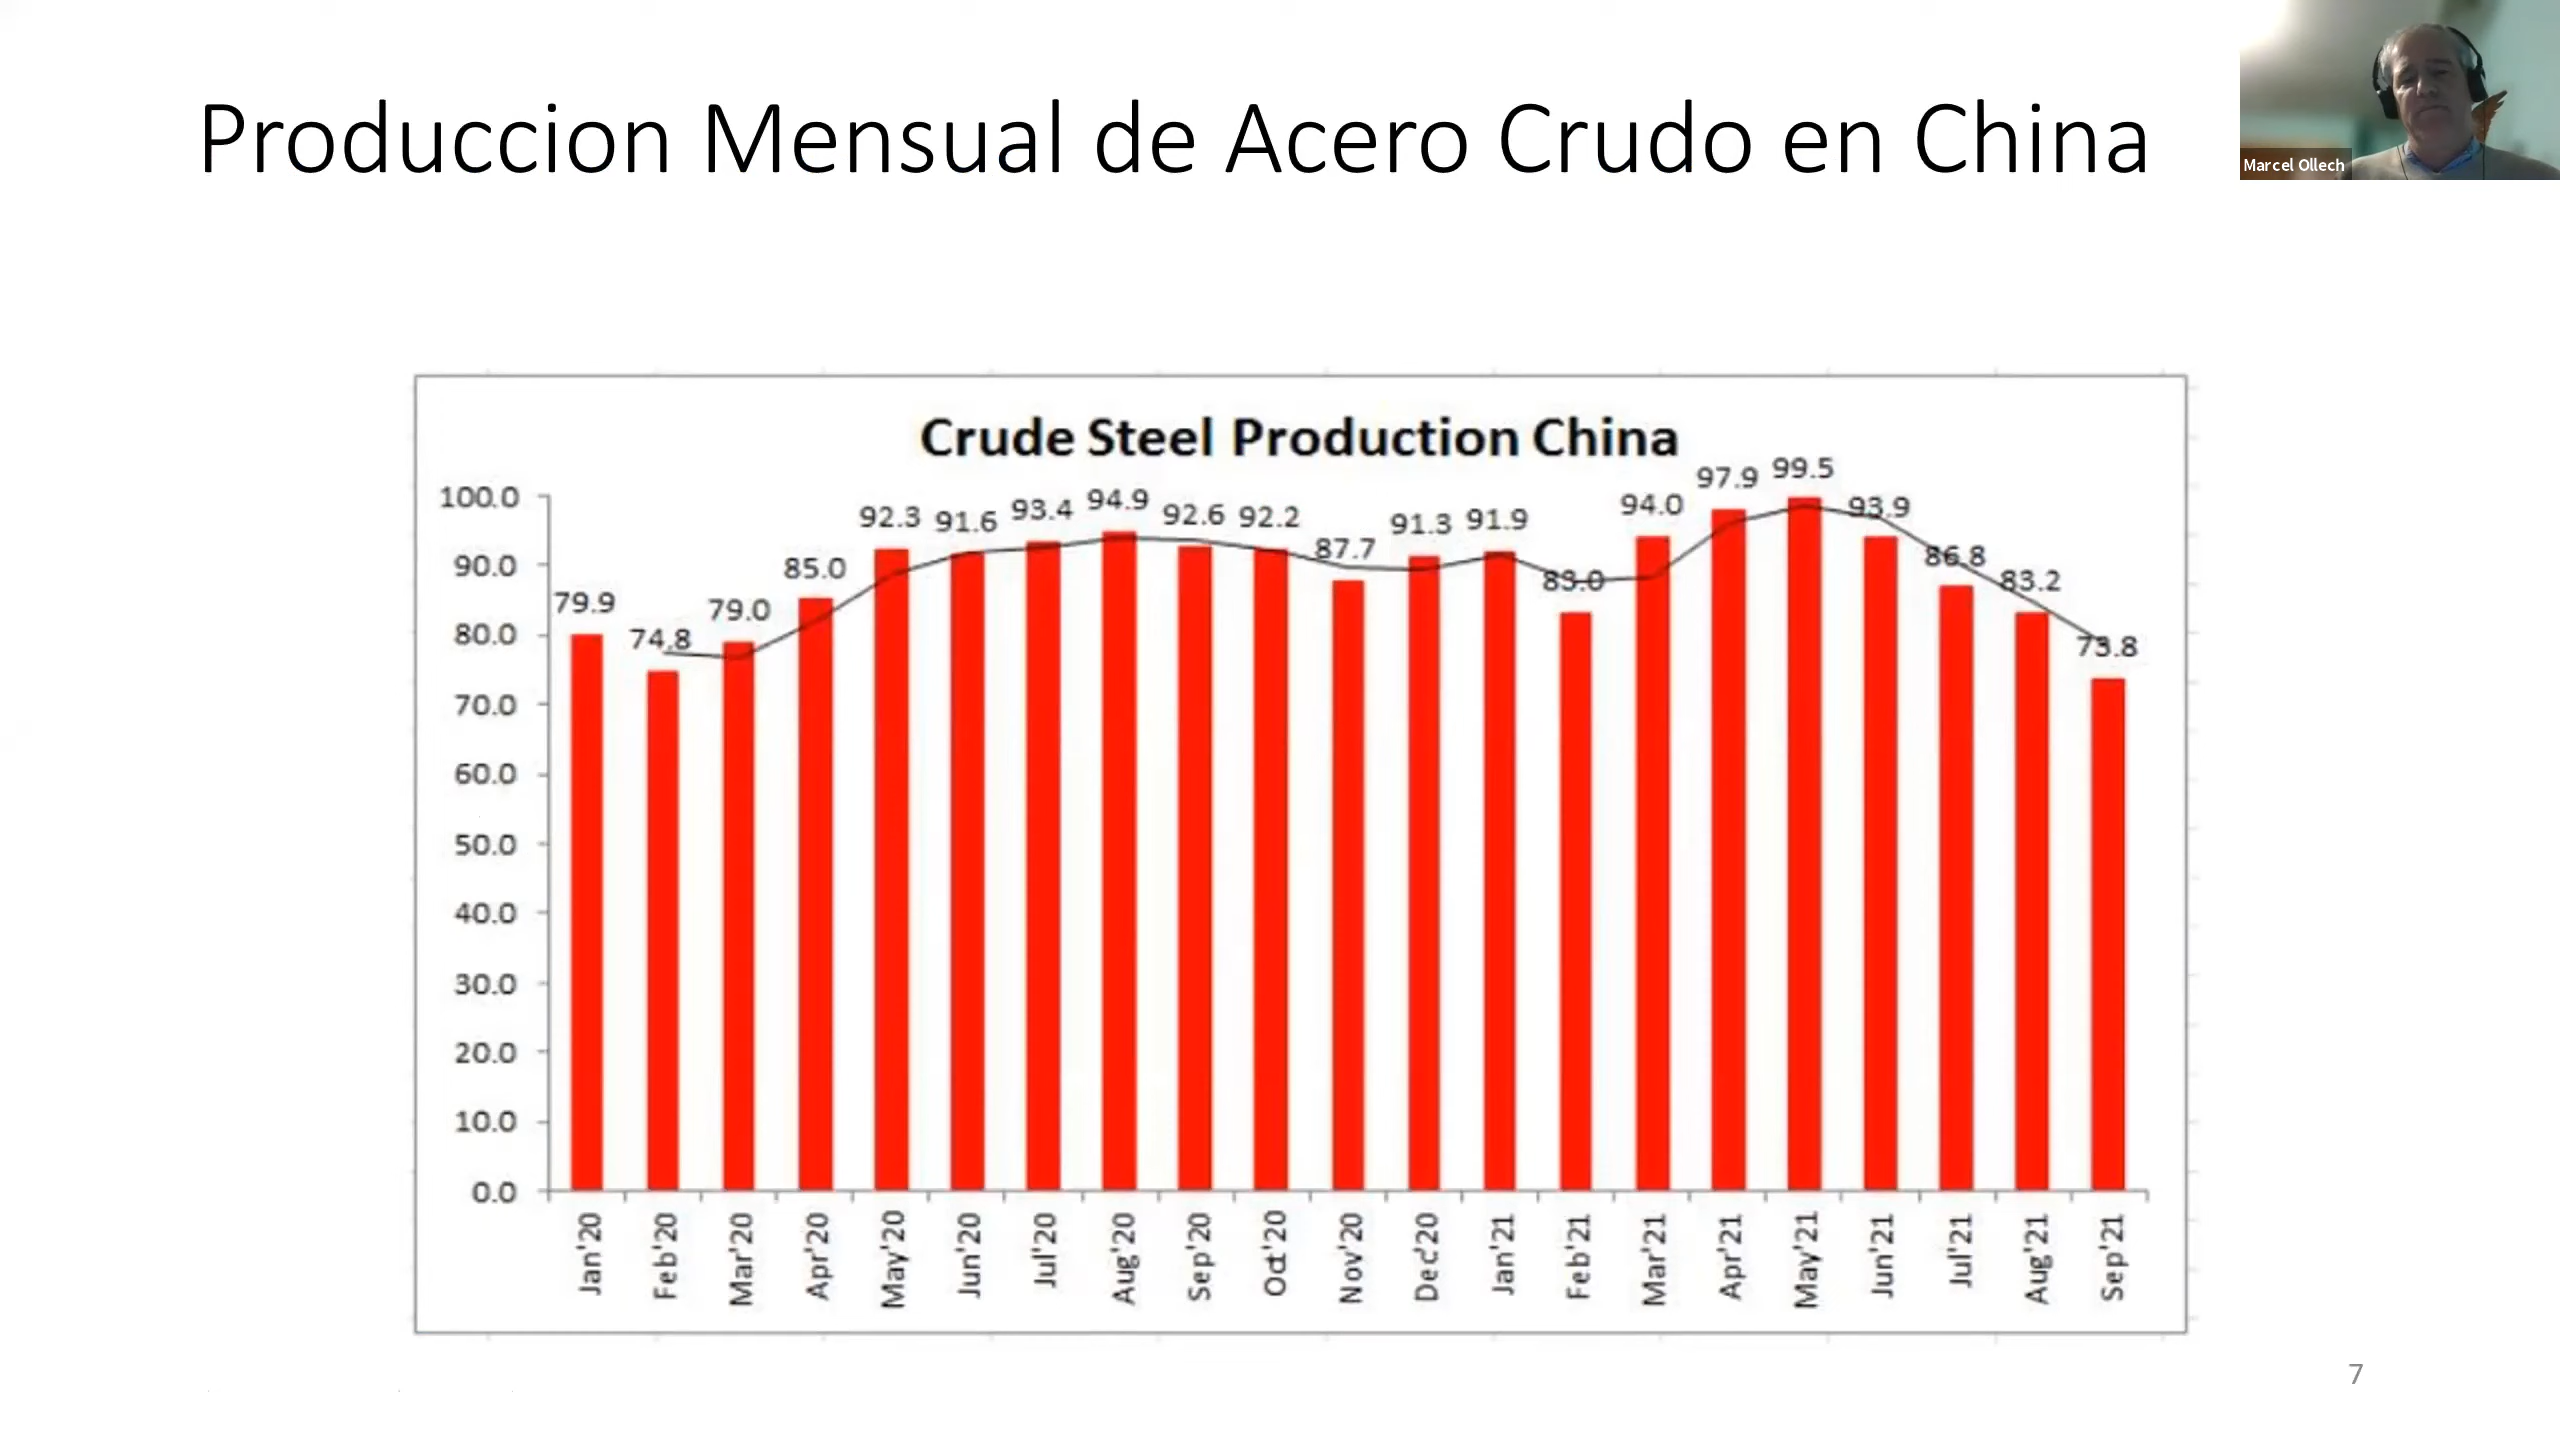 Produccion Mensual de Acero Crudo en China
Marcel Ollech
Crude Steel Production China
100.0
90.0
80.0
70.0
60.0
50.0
40.0
30.0
20.0
10.0
0.0
79.9 74.8 79.0 85.0 92.3 91.6 93.4 94.9 92.6 92.2 87.7 91.3 91.9 83.0 94.0 97.9 99.5 93.9 86.8 83.2 73.8
Jan'20 Feb'20 Mar'20 Apr'20 May'20 Jun'20 Jul'20 Aug'20 Sep'20 Oct'20 Nov'20 Dec'20 Jan'21 Feb'21 Mar'21 Apr'21 May'21 Jun'21 Jul'21 Aug'21 Sep'21
7